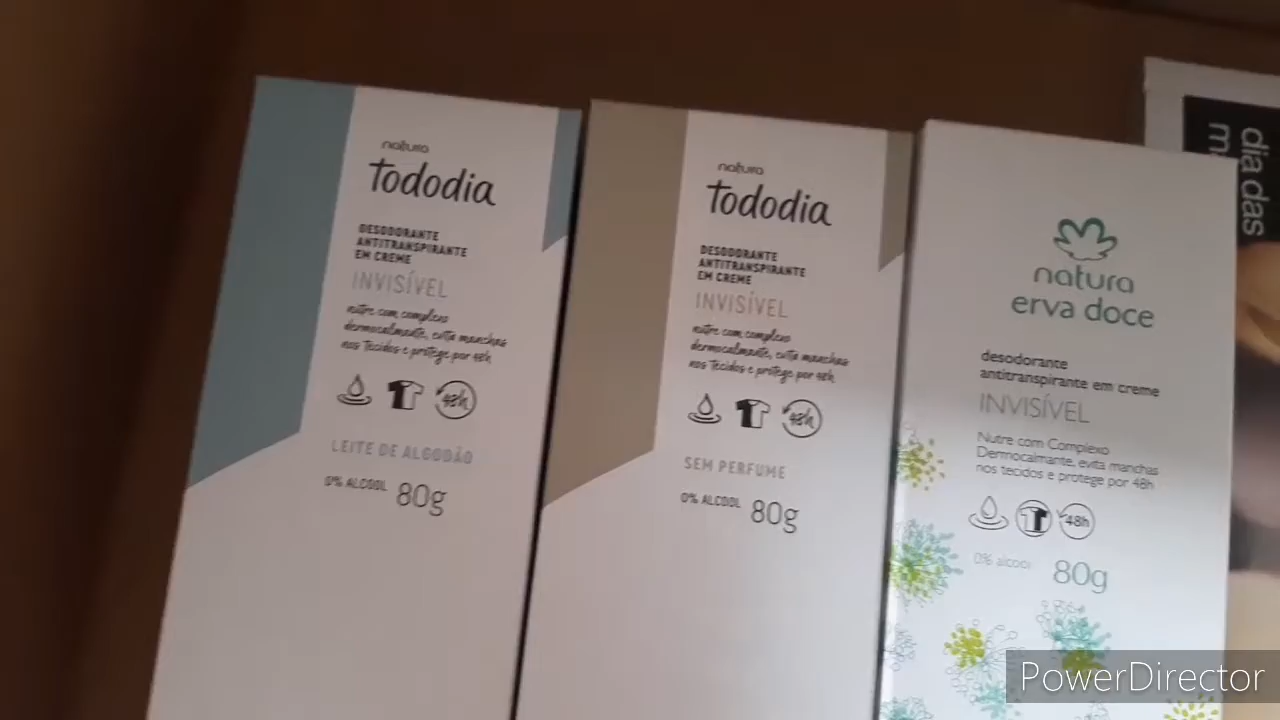 natura
tododia
DESODORANTE
ANTITRANSPIRANTE
EM CREME
INVISÍVEL
nutre com complexo
dermocalmante, evita manchas
nos tecidos e protege por 48h
48h
LEITE DE ALGODÃO
0% ALCOOL 80g
natura
tododia
DESODORANTE
ANTITRANSPIRANTE
EM CREME
INVISÍVEL
nutre com complexo
dermocalmante, evita manchas
nos tecidos e protege por 48h
48h
SEM PERFUME
0% ALCOOL 80g
natura
erva doce
desodorante
antitranspirante em creme
INVISÍVEL
Nutre com Complexo
Dermocalmante, evita manchas
nos tecidos e protege por 48h
48h
0% alcool 80g
dia das
PowerDirector